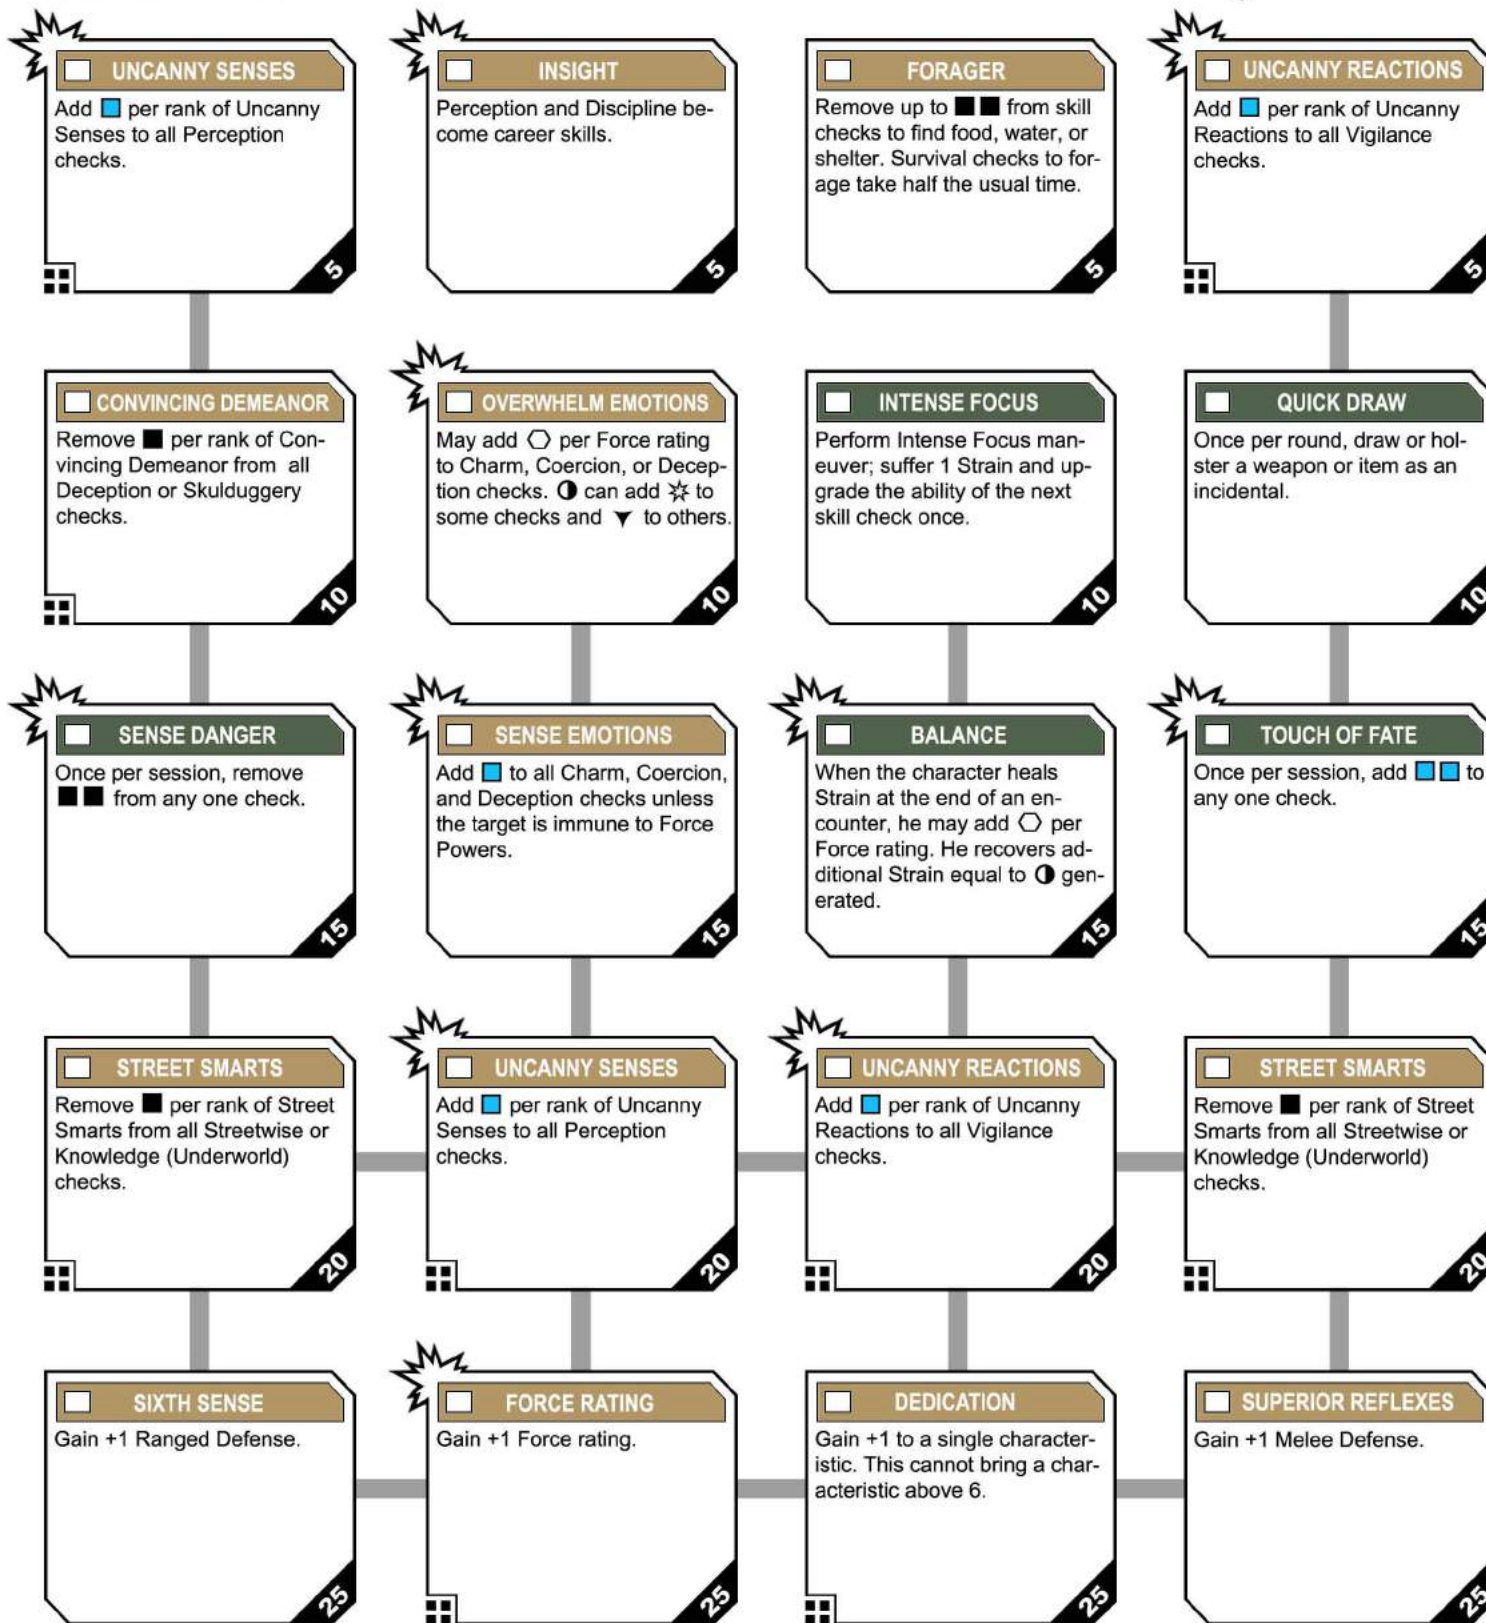 UNCANNY SENSES
Add per rank of Uncanny
Senses to all Perception
checks.
5
INSIGHT
Perception and Discipline be-
come career skills.
5
FORAGER
Remove up to from skill
checks to find food, water, or
shelter. Survival checks to for-
age take half the usual time.
5
UNCANNY REACTIONS
Add per rank of Uncanny
Reactions to all Vigilance
checks.
5
CONVINCING DEMEANOR
Remove per rank of Con-
vincing Demeanor from all
Deception or Skulduggery
checks.
10
OVERWHELM EMOTIONS
May add per Force rating
to Charm, Coercion, or Decep-
tion checks. can add to
some checks and to others.
10
INTENSE FOCUS
Perform Intense Focus man-
euver; suffer 1 Strain and up-
grade the ability of the next
skill check once.
10
QUICK DRAW
Once per round, draw or hol-
ster a weapon or item as an
incidental.
10
SENSE DANGER
Once per session, remove
from any one check.
15
SENSE EMOTIONS
Add to all Charm, Coercion,
and Deception checks unless
the target is immune to Force
Powers.
15
BALANCE
When the character heals
Strain at the end of an en-
counter, he may add per
Force rating. He recovers ad-
ditional Strain equal to gen-
erated.
15
TOUCH OF FATE
Once per session, add to
any one check.
15
STREET SMARTS
Remove per rank of Street
Smarts from all Streetwise or
Knowledge (Underworld)
checks.
20
UNCANNY SENSES
Add per rank of Uncanny
Senses to all Perception
checks.
20
UNCANNY REACTIONS
Add per rank of Uncanny
Reactions to all Vigilance
checks.
20
STREET SMARTS
Remove per rank of Street
Smarts from all Streetwise or
Knowledge (Underworld)
checks.
20
SIXTH SENSE
Gain +1 Ranged Defense.
25
FORCE RATING
Gain +1 Force rating.
25
DEDICATION
Gain +1 to a single character-
istic. This cannot bring a char-
acteristic above 6.
25
SUPERIOR REFLEXES
Gain +1 Melee Defense.
25